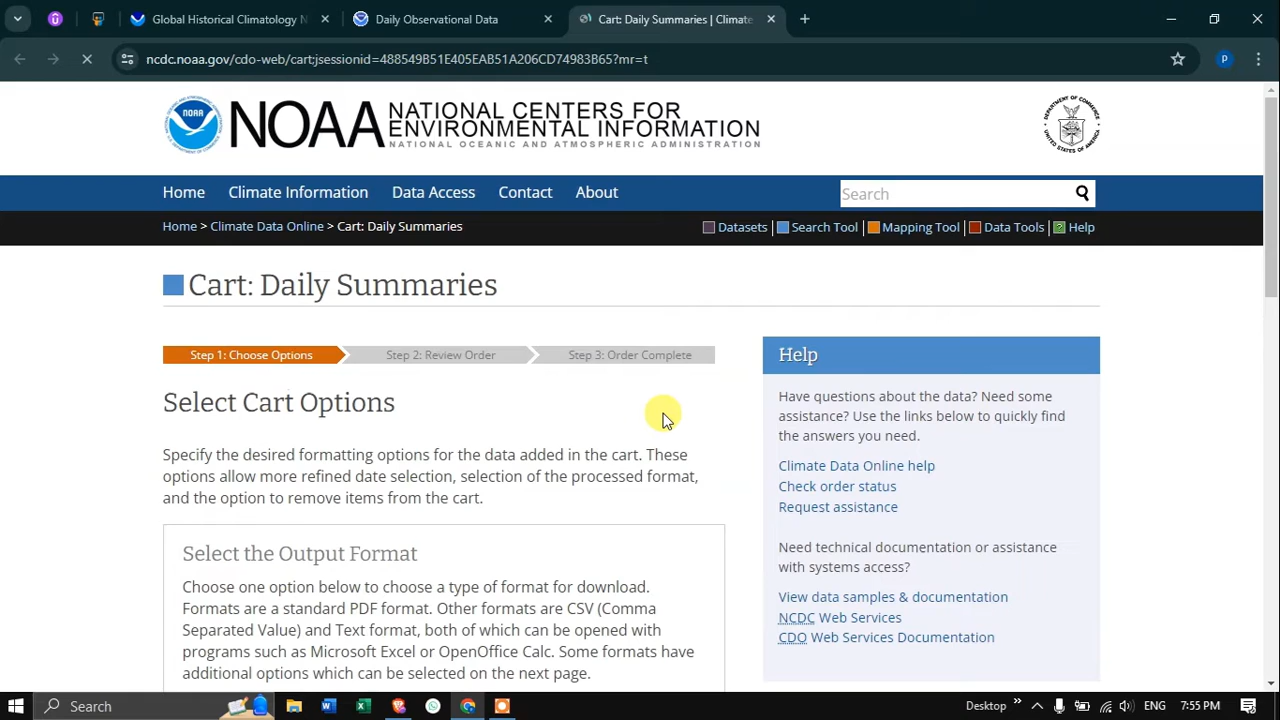 Global Historical Climatology N
Daily Observational Data
Cart: Daily Summaries | Climate
ncdc.noaa.gov/cdo-web/cart;jsessionid=488549B51E405EAB51A206CD74983B65?mr=t
P
NOAA
NOAA NATIONAL CENTERS FOR
ENVIRONMENTAL INFORMATION
NATIONAL OCEANIC AND ATMOSPHERIC ADMINISTRATION
DEPARTMENT OF COMMERCE
UNITED STATES OF AMERICA
Home Climate Information Data Access Contact About
Search
Home > Climate Data Online > Cart: Daily Summaries
Datasets Search Tool Mapping Tool Data Tools ? Help
Cart: Daily Summaries
Step 1: Choose Options Step 2: Review Order Step 3: Order Complete
Select Cart Options
Specify the desired formatting options for the data added in the cart. These
options allow more refined date selection, selection of the processed format,
and the option to remove items from the cart.
Select the Output Format
Choose one option below to choose a type of format for download.
Formats are a standard PDF format. Other formats are CSV (Comma
Separated Value) and Text format, both of which can be opened with
programs such as Microsoft Excel or OpenOffice Calc. Some formats have
additional options which can be selected on the next page.
Help
Have questions about the data? Need some
assistance? Use the links below to quickly find
the answers you need.
Climate Data Online help
Check order status
Request assistance
Need technical documentation or assistance
with systems access?
View data samples & documentation
NCDC Web Services
CDO Web Services Documentation
Search
Desktop
ENG
7:55 PM